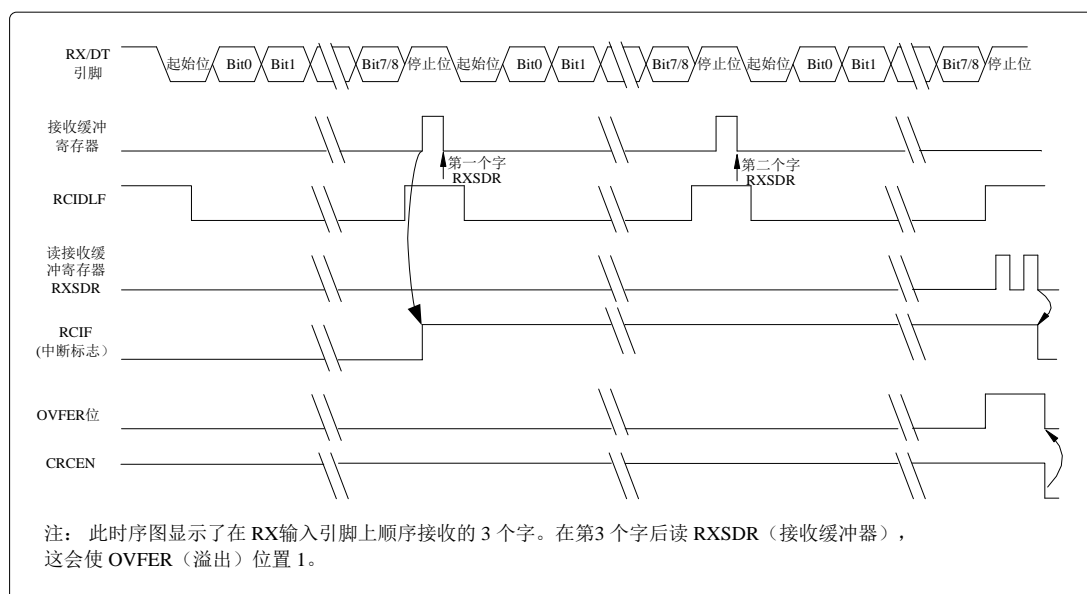 RX/DT
引脚
起始位 Bit0 Bit1 Bit7/8 停止位 起始位 Bit0 Bit1 Bit7/8 停止位 起始位 Bit0 Bit1 Bit7/8 停止位
接收缓冲
寄存器
第一个字
RXSDR
第二个字
RXSDR
RCIDLF
读接收缓
冲寄存器
RXSDR
RCIF
(中断标志）
OVFER位
CRCEN
注： 此时序图显示了在 RX输入引脚上顺序接收的 3 个字。在第3 个字后读 RXSDR（接收缓冲器），
这会使 OVFER（溢出）位置 1。